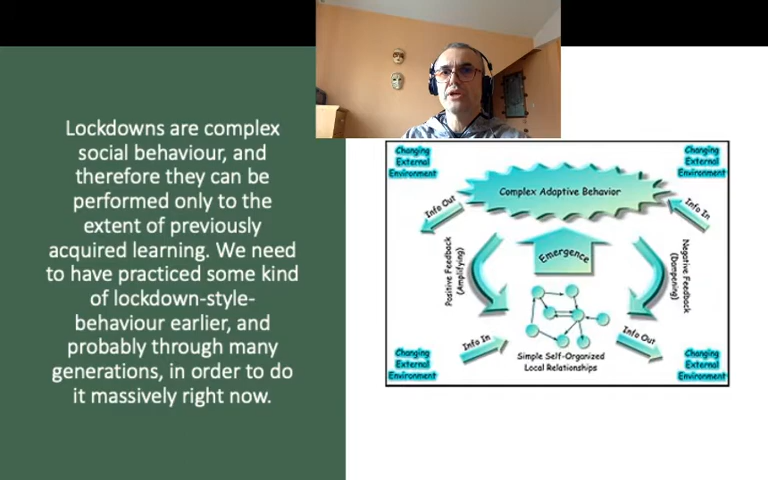 Lockdowns are complex
social behaviour, and
therefore they can be
performed only to the
extent of previously
acquired learning. We need
to have practiced some kind
of lockdown-style-
behaviour earlier, and
probably through many
generations, in order to do
it massively right now.
Changing
External
Environment
Changing
External
Environment
Complex Adaptive Behavior
Info Out
Info In
Positive Feedback
(Amplifying)
Emergence
Negative Feedback
(Dampening)
Info In
Info Out
Simple Self-Organized
Local Relationships
Changing
External
Environment
Changing
External
Environment